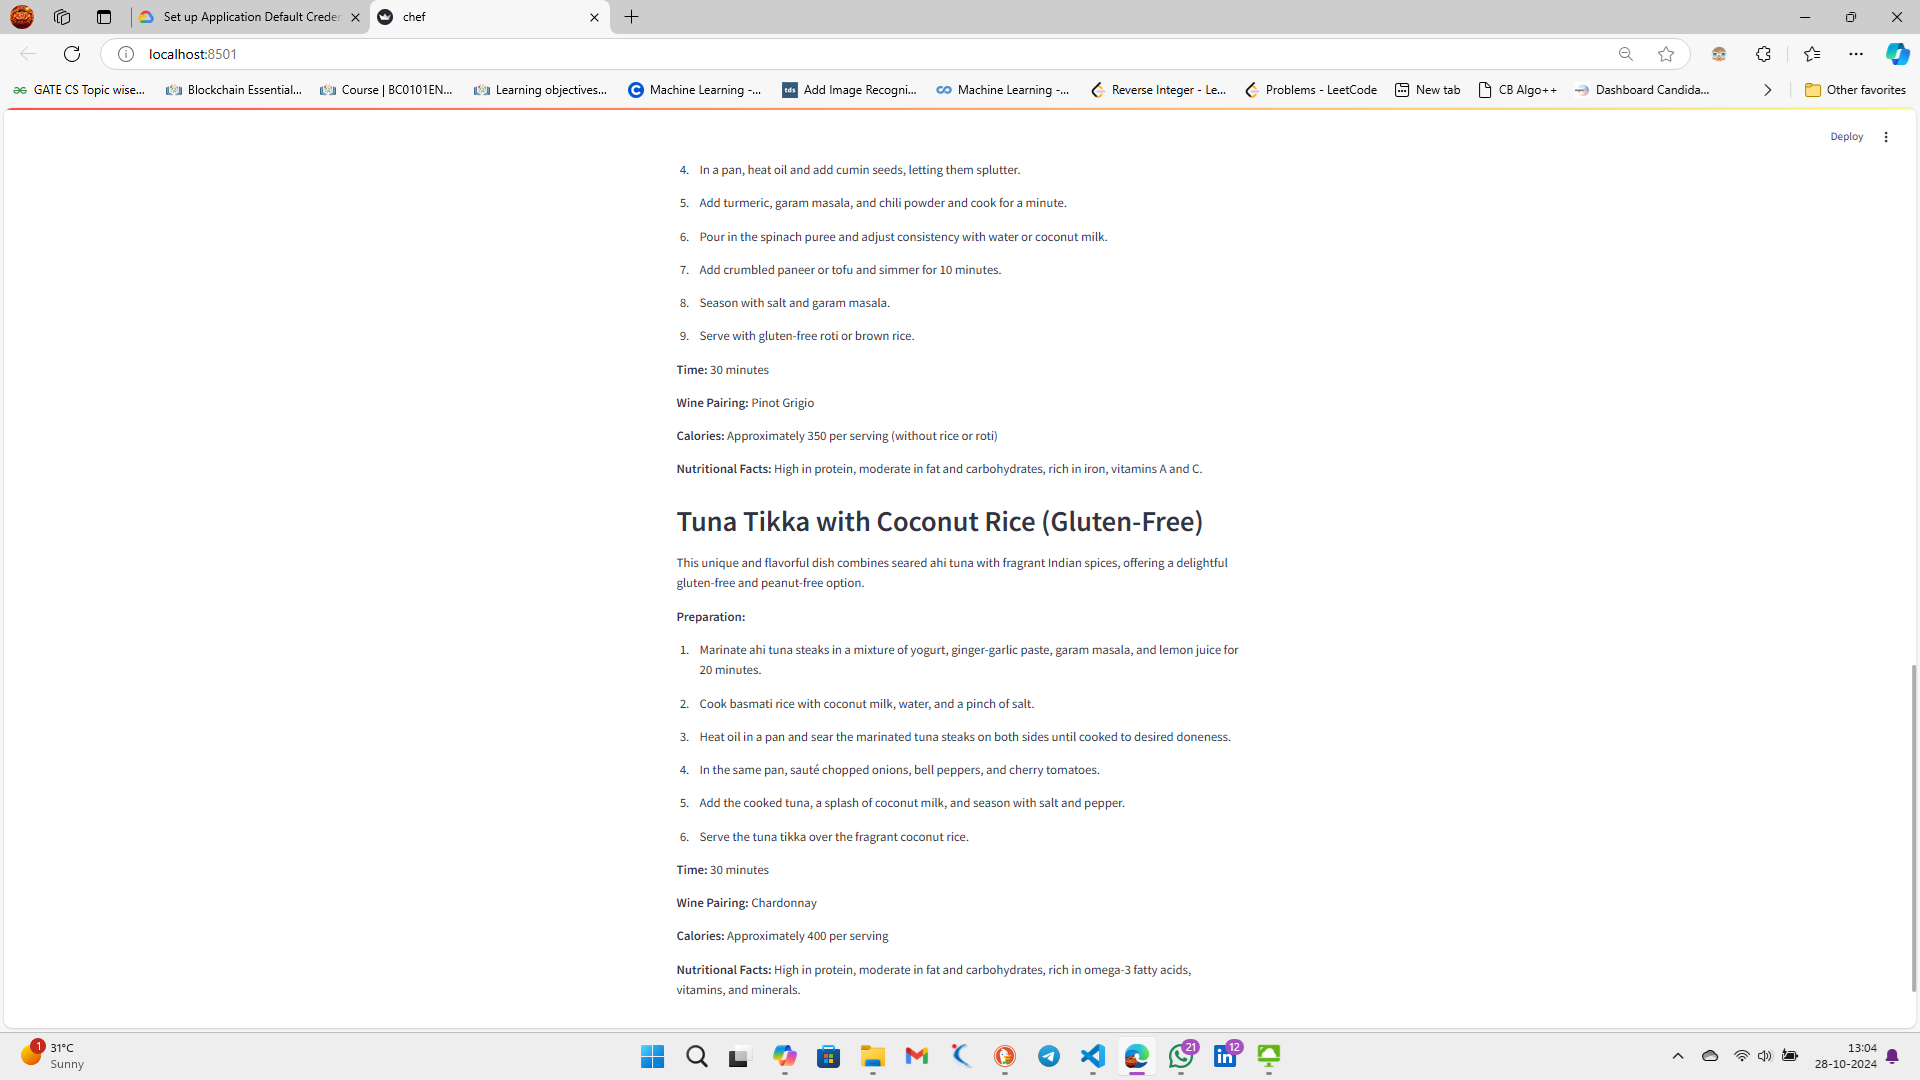 Set up Application Default Creder
chef
localhost:8501
GATE CS Topic wise...
Blockchain Essential...
Course | BC0101EN...
Learning objectives...
Machine Learning -...
tds
Add Image Recogni...
Machine Learning -...
Reverse Integer - Le...
Problems - LeetCode
New tab
CB Algo++
Dashboard Candida...
Other favorites
Deploy
4. In a pan, heat oil and add cumin seeds, letting them splutter.
5. Add turmeric, garam masala, and chili powder and cook for a minute.
6. Pour in the spinach puree and adjust consistency with water or coconut milk.
7. Add crumbled paneer or tofu and simmer for 10 minutes.
8. Season with salt and garam masala.
9. Serve with gluten-free roti or brown rice.
Time: 30 minutes
Wine Pairing: Pinot Grigio
Calories: Approximately 350 per serving (without rice or roti)
Nutritional Facts: High in protein, moderate in fat and carbohydrates, rich in iron, vitamins A and C.
Tuna Tikka with Coconut Rice (Gluten-Free)
This unique and flavorful dish combines seared ahi tuna with fragrant Indian spices, offering a delightful
gluten-free and peanut-free option.
Preparation:
1. Marinate ahi tuna steaks in a mixture of yogurt, ginger-garlic paste, garam masala, and lemon juice for
20 minutes.
2. Cook basmati rice with coconut milk, water, and a pinch of salt.
3. Heat oil in a pan and sear the marinated tuna steaks on both sides until cooked to desired doneness.
4. In the same pan, sauté chopped onions, bell peppers, and cherry tomatoes.
5. Add the cooked tuna, a splash of coconut milk, and season with salt and pepper.
6. Serve the tuna tikka over the fragrant coconut rice.
Time: 30 minutes
Wine Pairing: Chardonnay
Calories: Approximately 400 per serving
Nutritional Facts: High in protein, moderate in fat and carbohydrates, rich in omega-3 fatty acids,
vitamins, and minerals.
1
31°C
Sunny
21
12
13:04
28-10-2024